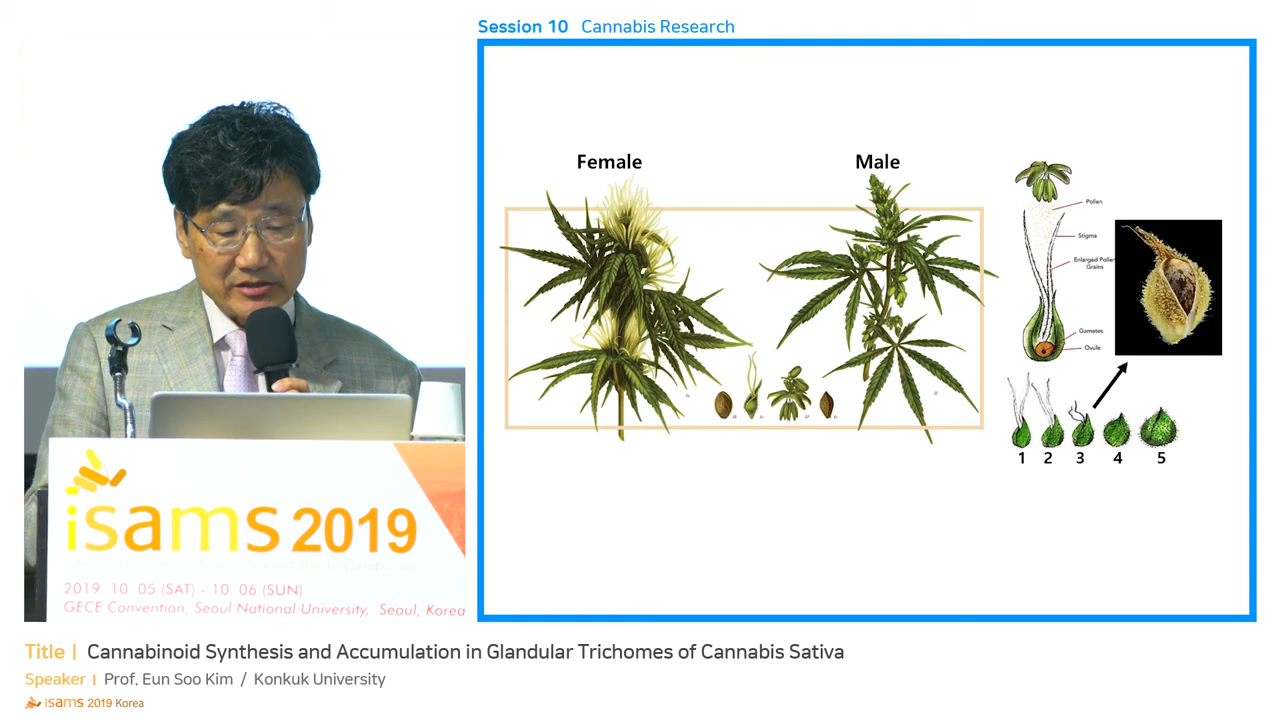 Session 10 Cannabis Research
Female
Male
Pollen
Stigma
Enlarged Pollen
Grains
Gametes
Ovule
1 2 3 4 5
isams 2019
2019. 10. 05 (SAT) - 10. 06 (SUN)
GECE Convention, Seoul National University, Seoul, Korea
Title | Cannabinoid Synthesis and Accumulation in Glandular Trichomes of Cannabis Sativa
Speaker | Prof. Eun Soo Kim / Konkuk University
isams 2019 Korea